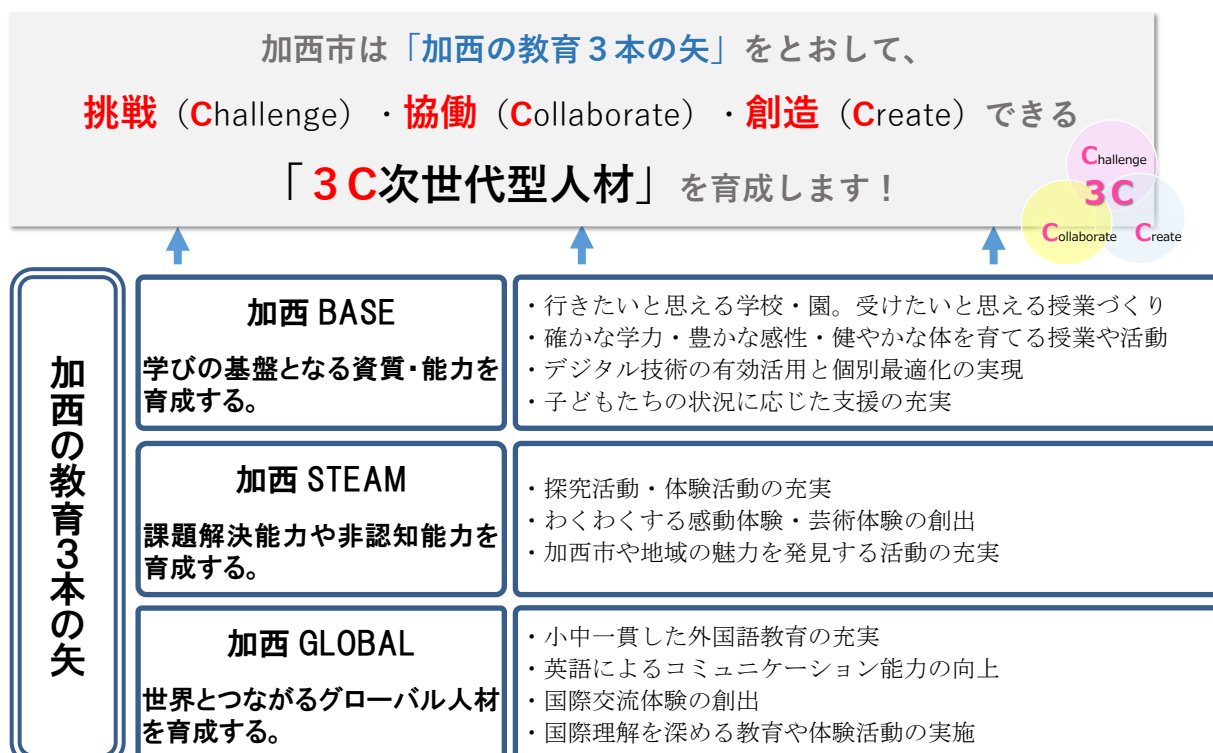 加西市は「加西の教育３本の矢」をとおして、
挑戦（Challenge）・協働（Collaborate）・創造（Create）できる
「３C次世代型人材」を育成します！
Challenge
３C
Collaborate
Create
加西の教育３本の矢
加西 BASE
学びの基盤となる資質・能力を
育成する。
・行きたいと思える学校・園。受けたいと思える授業づくり
・確かな学力・豊かな感性・健やかな体を育てる授業や活動
・デジタル技術の有効活用と個別最適化の実現
・子どもたちの状況に応じた支援の充実
加西 STEAM
課題解決能力や非認知能力を
育成する。
・探究活動・体験活動の充実
・わくわくする感動体験・芸術体験の創出
・加西市や地域の魅力を発見する活動の充実
加西 GLOBAL
世界とつながるグローバル人材
を育成する。
・小中一貫した外国語教育の充実
・英語によるコミュニケーション能力の向上
・国際交流体験の創出
・国際理解を深める教育や体験活動の実施